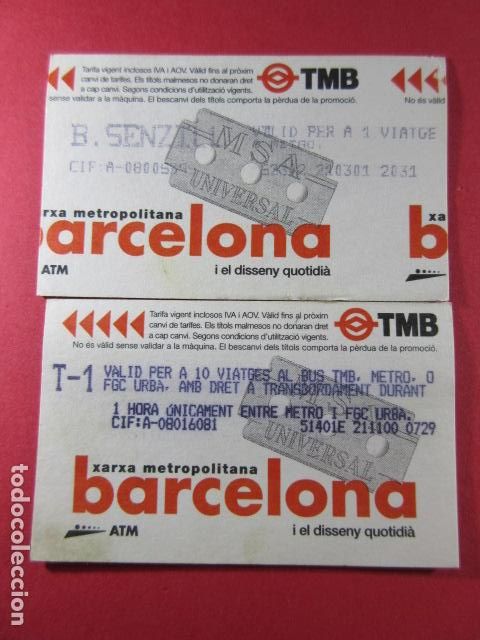 Tarifa vigent inclosos IVA i AOV. Vàlid fins al pròxim
canvi de tarifes. Els títols malmesos no donaran dret
a cap canvi. Segons condicions d'utilització vigents.
sense validar a la màquina. El bescanvi dels títols comporta la pèrdua de la promoció.
No és vàlid
TMB
B. SENZI
VALID PER A 1 VIATGE
CIF:A-0800
210301 2031
MSA
UNIVERSAL
xarxa metropolitana
barcelona
ATM
i el disseny quotidià
xarxa me
barc
Tarifa vigent inclosos IVA i AOV. Vàlid fins al pròxim
canvi de tarifes. Els títols malmesos no donaran dret
a cap canvi. Segons condicions d'utilització vigents.
No és vàlid sense validar a la màquina. El bescanvi dels títols comporta la pèrdua de la promoció.
TMB
T-1 VALID PER A 10 VIATGES AL BUS TMB, METRO, O
FGC URBA. AMB DRET A TRANSBORDAMENT DURANT
1 HORA ÚNICAMENT ENTRE METRO I FGC URBA.
CIF:A-08016081 51401E 211100 0729
UNIVERSAL
xarxa metropolitana
barcelona
ATM
i el disseny quotidià
todocoleccion